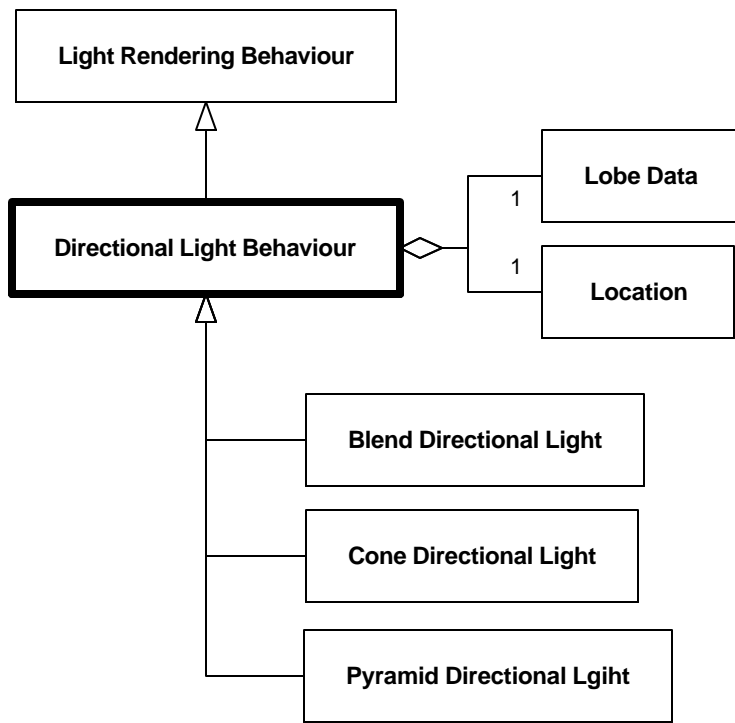 Light Rendering Behaviour
Lobe Data
1
Directional Light Behaviour
1
Location
Blend Directional Light
Cone Directional Light
Pyramid Directional Lgiht